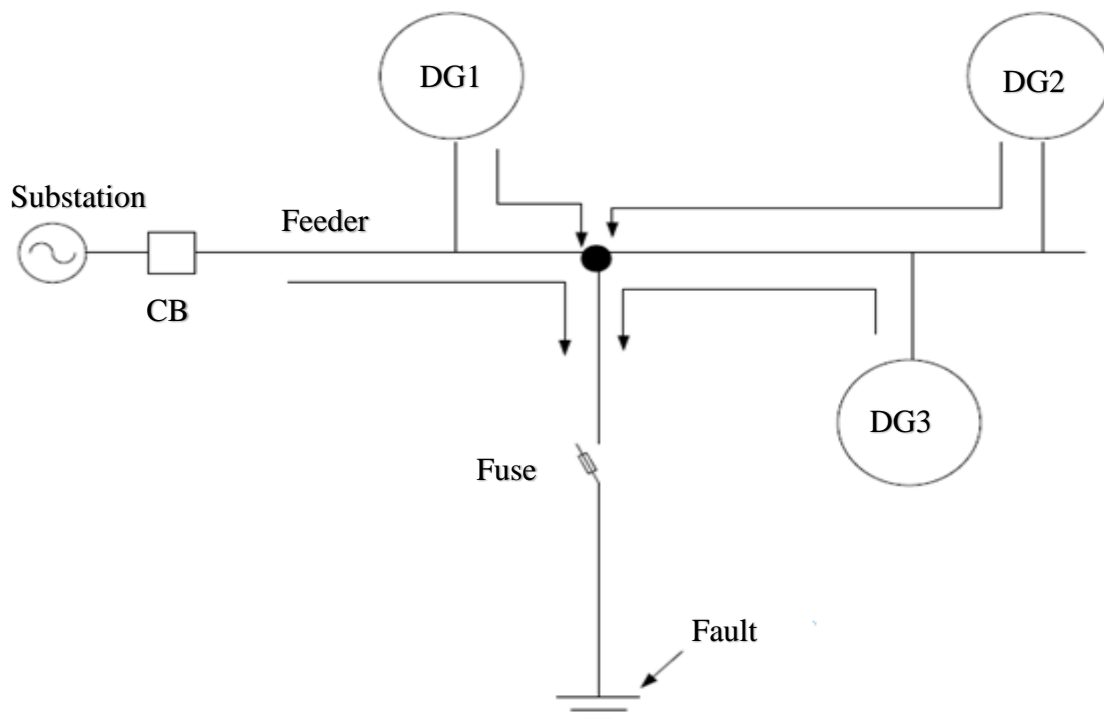 DG1
DG2
Substation
Feeder
CB
DG3
Fuse
Fault